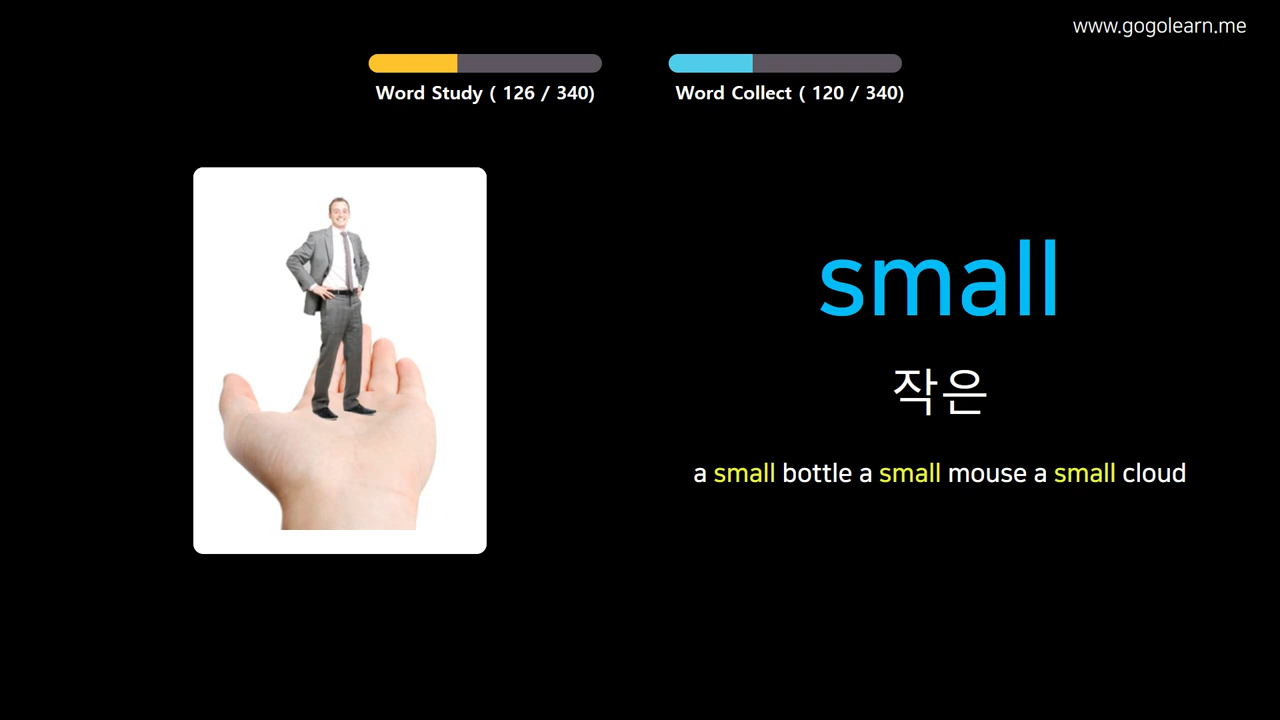 www.gogolearn.me
Word Study ( 126 / 340)
Word Collect ( 120 / 340)
small
작은
a small bottle a small mouse a small cloud